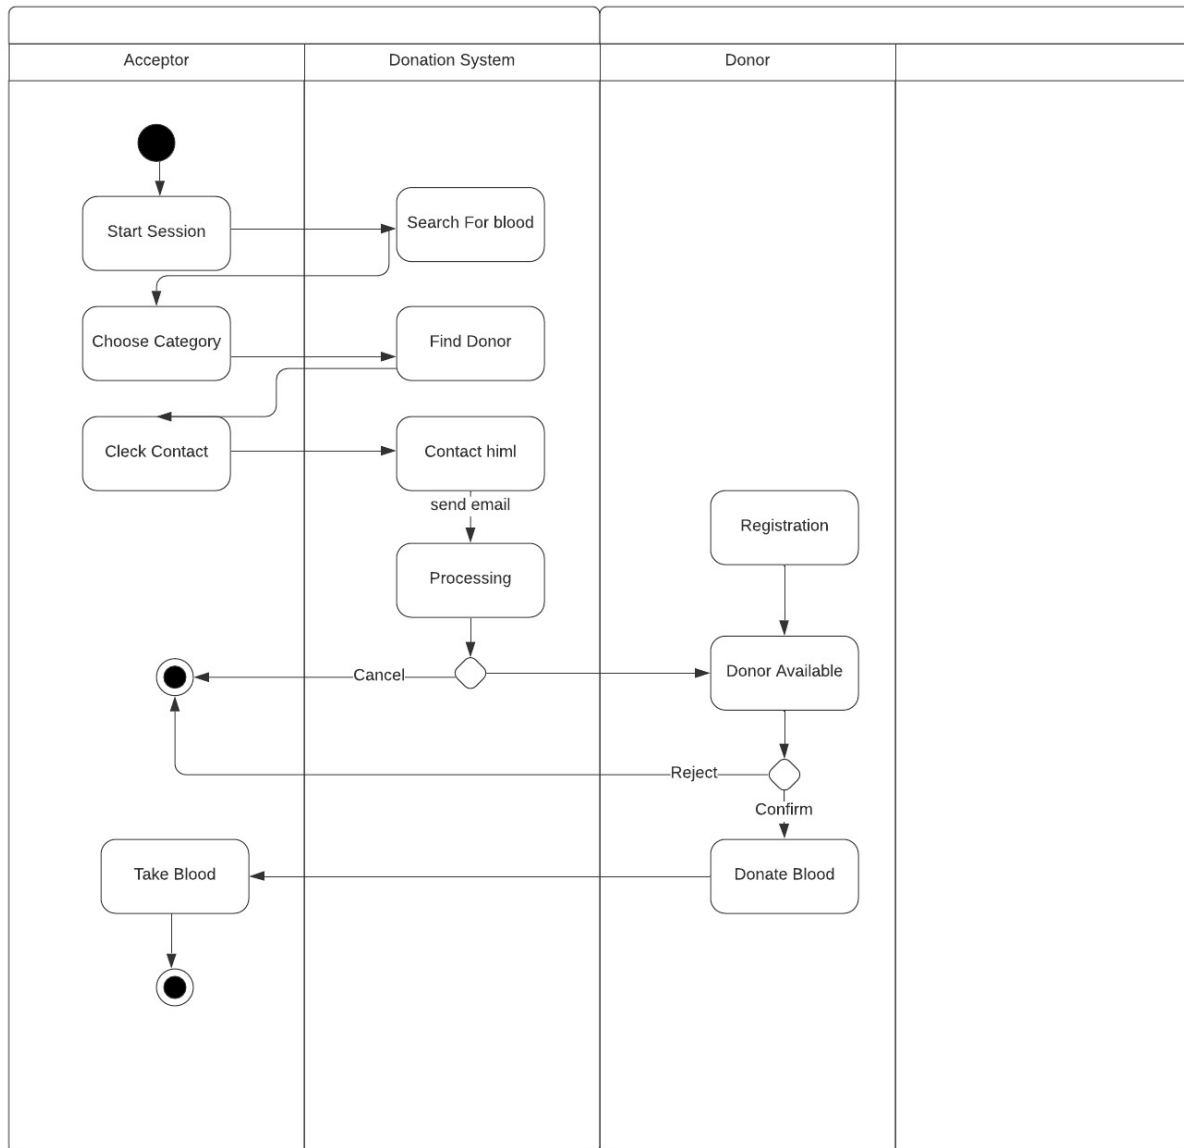 Acceptor
Donation System
Donor
Start Session
Search For blood
Choose Category
Find Donor
Cleck Contact
Contact himl
send email
Registration
Processing
Cancel
Donor Available
Reject
Confirm
Take Blood
Donate Blood